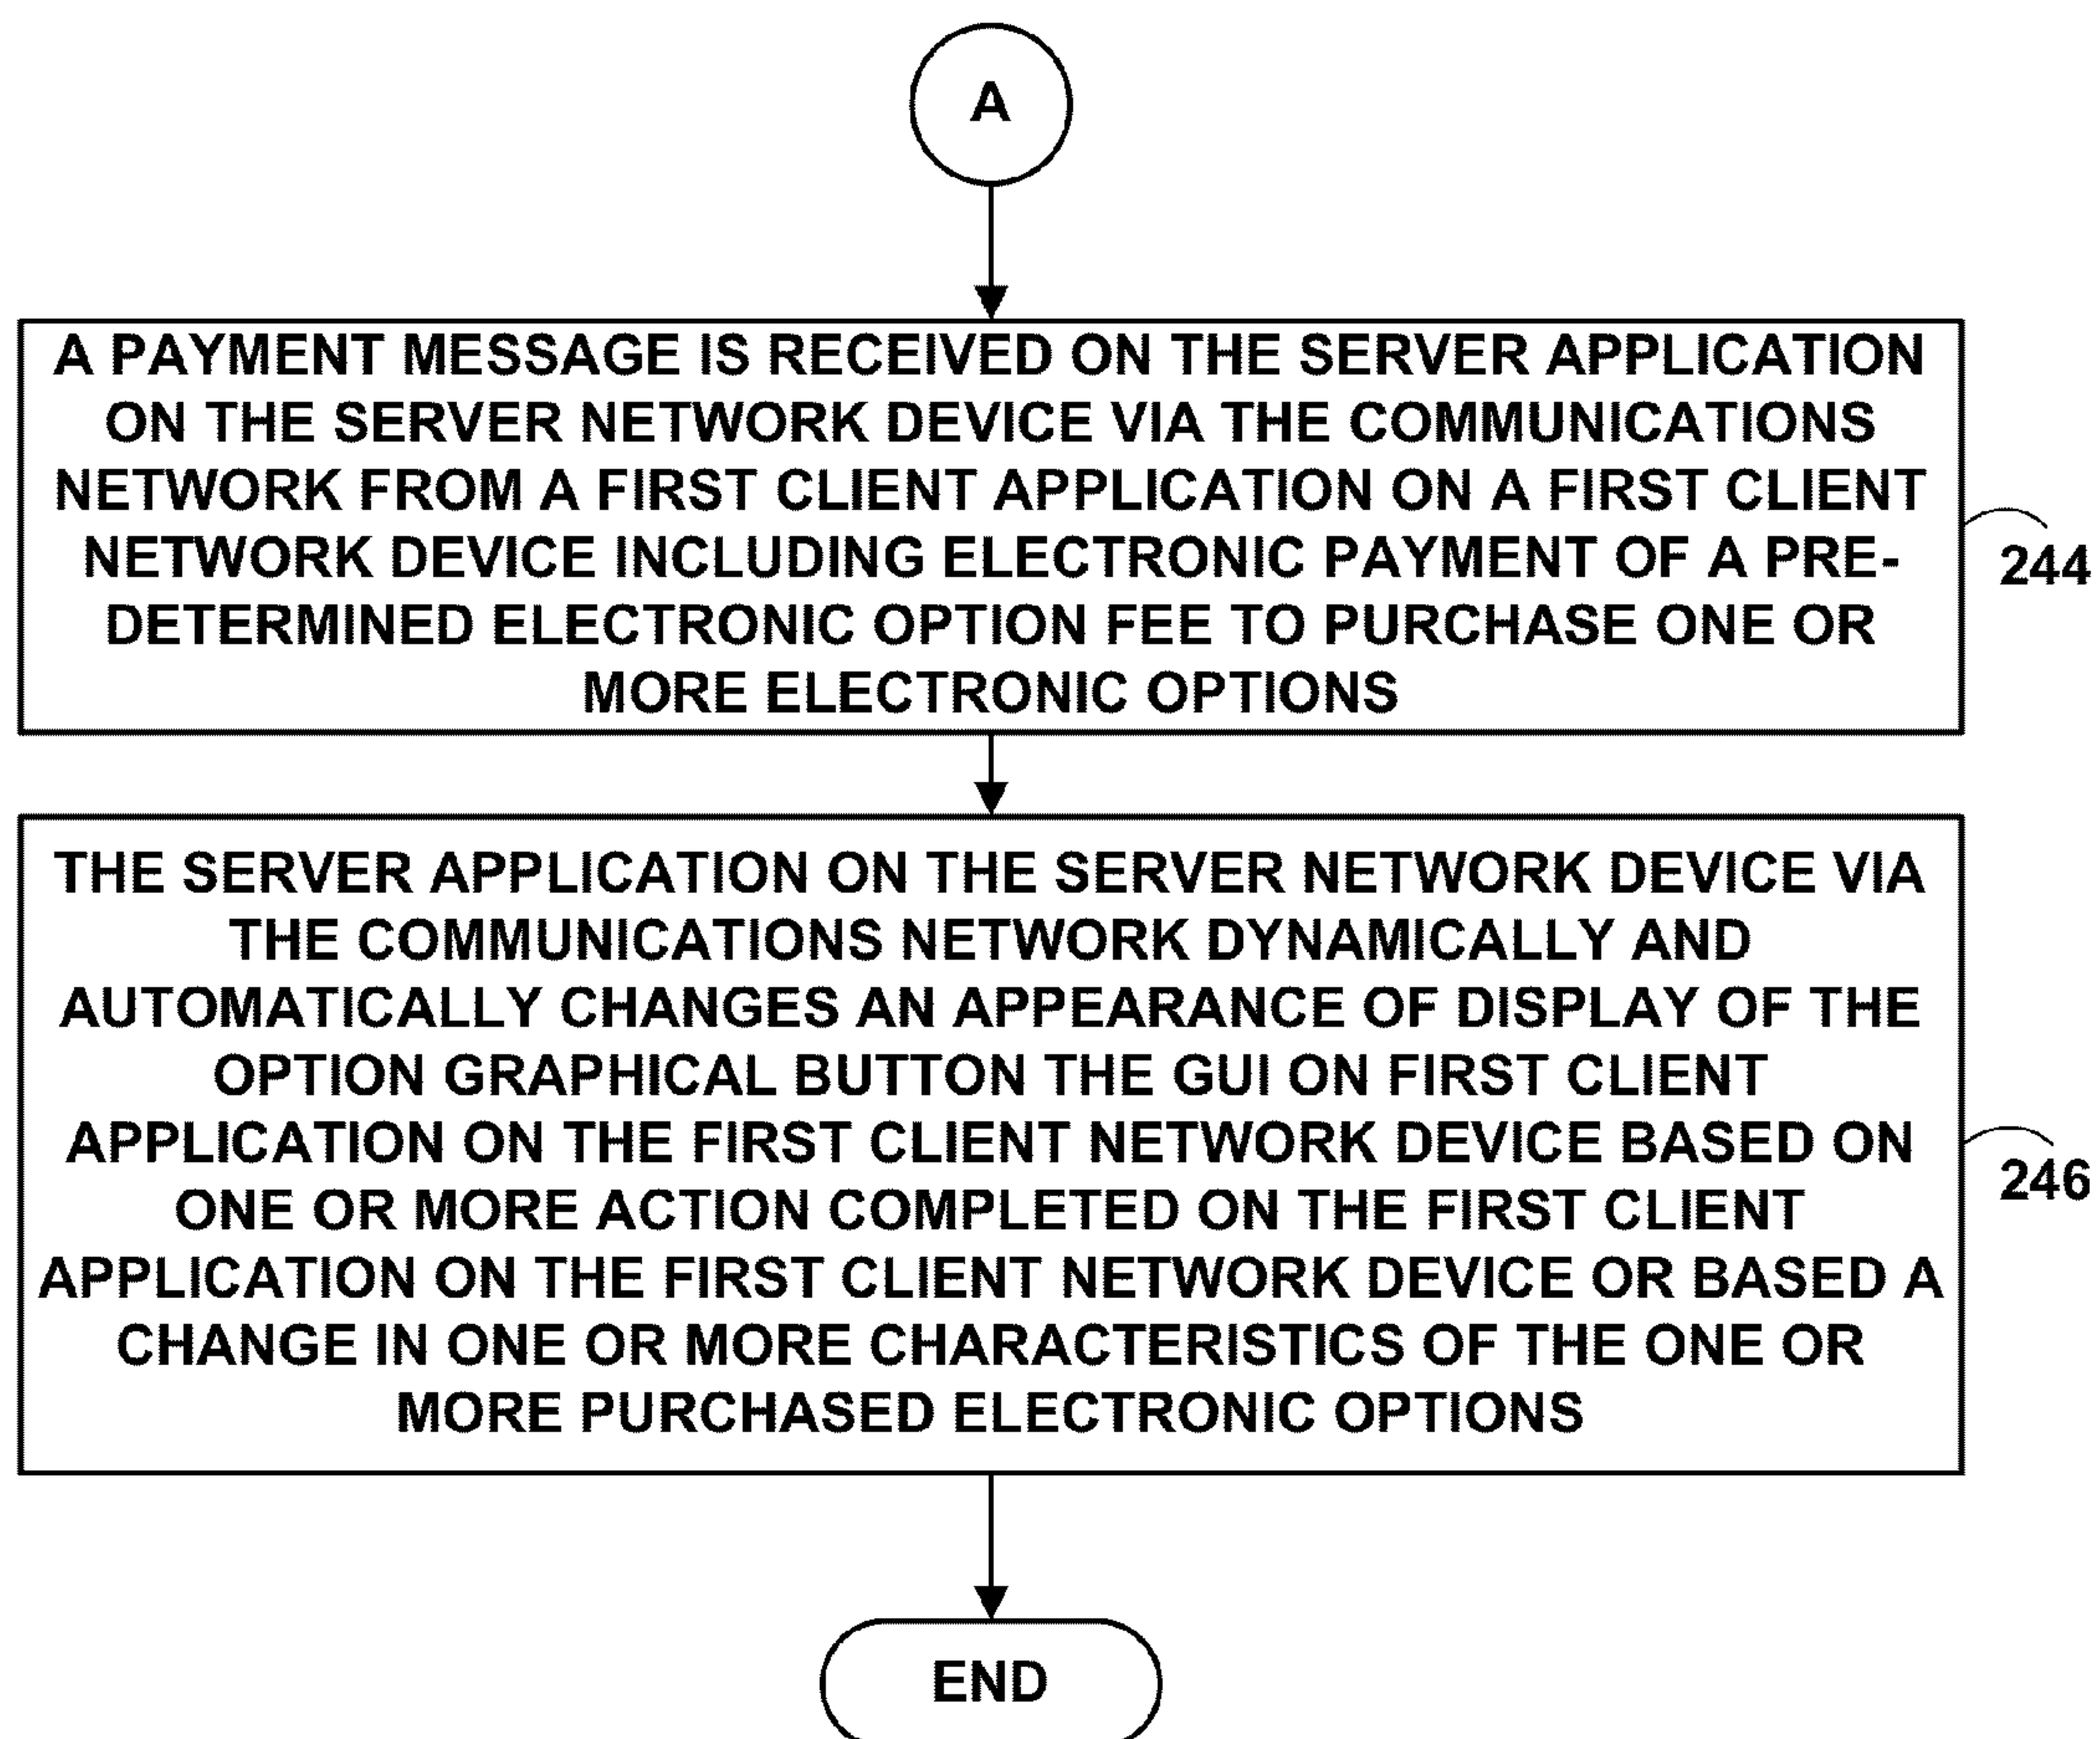 A
A PAYMENT MESSAGE IS RECEIVED ON THE SERVER APPLICATION
ON THE SERVER NETWORK DEVICE VIA THE COMMUNICATIONS
NETWORK FROM A FIRST CLIENT APPLICATION ON A FIRST CLIENT
NETWORK DEVICE INCLUDING ELECTRONIC PAYMENT OF A PRE-
DETERMINED ELECTRONIC OPTION FEE TO PURCHASE ONE OR
MORE ELECTRONIC OPTIONS
244
THE SERVER APPLICATION ON THE SERVER NETWORK DEVICE VIA
THE COMMUNICATIONS NETWORK DYNAMICALLY AND
AUTOMATICALLY CHANGES AN APPEARANCE OF DISPLAY OF THE
OPTION GRAPHICAL BUTTON THE GUI ON FIRST CLIENT
APPLICATION ON THE FIRST CLIENT NETWORK DEVICE BASED ON
ONE OR MORE ACTION COMPLETED ON THE FIRST CLIENT
APPLICATION ON THE FIRST CLIENT NETWORK DEVICE OR BASED A
CHANGE IN ONE OR MORE CHARACTERISTICS OF THE ONE OR
MORE PURCHASED ELECTRONIC OPTIONS
246
END